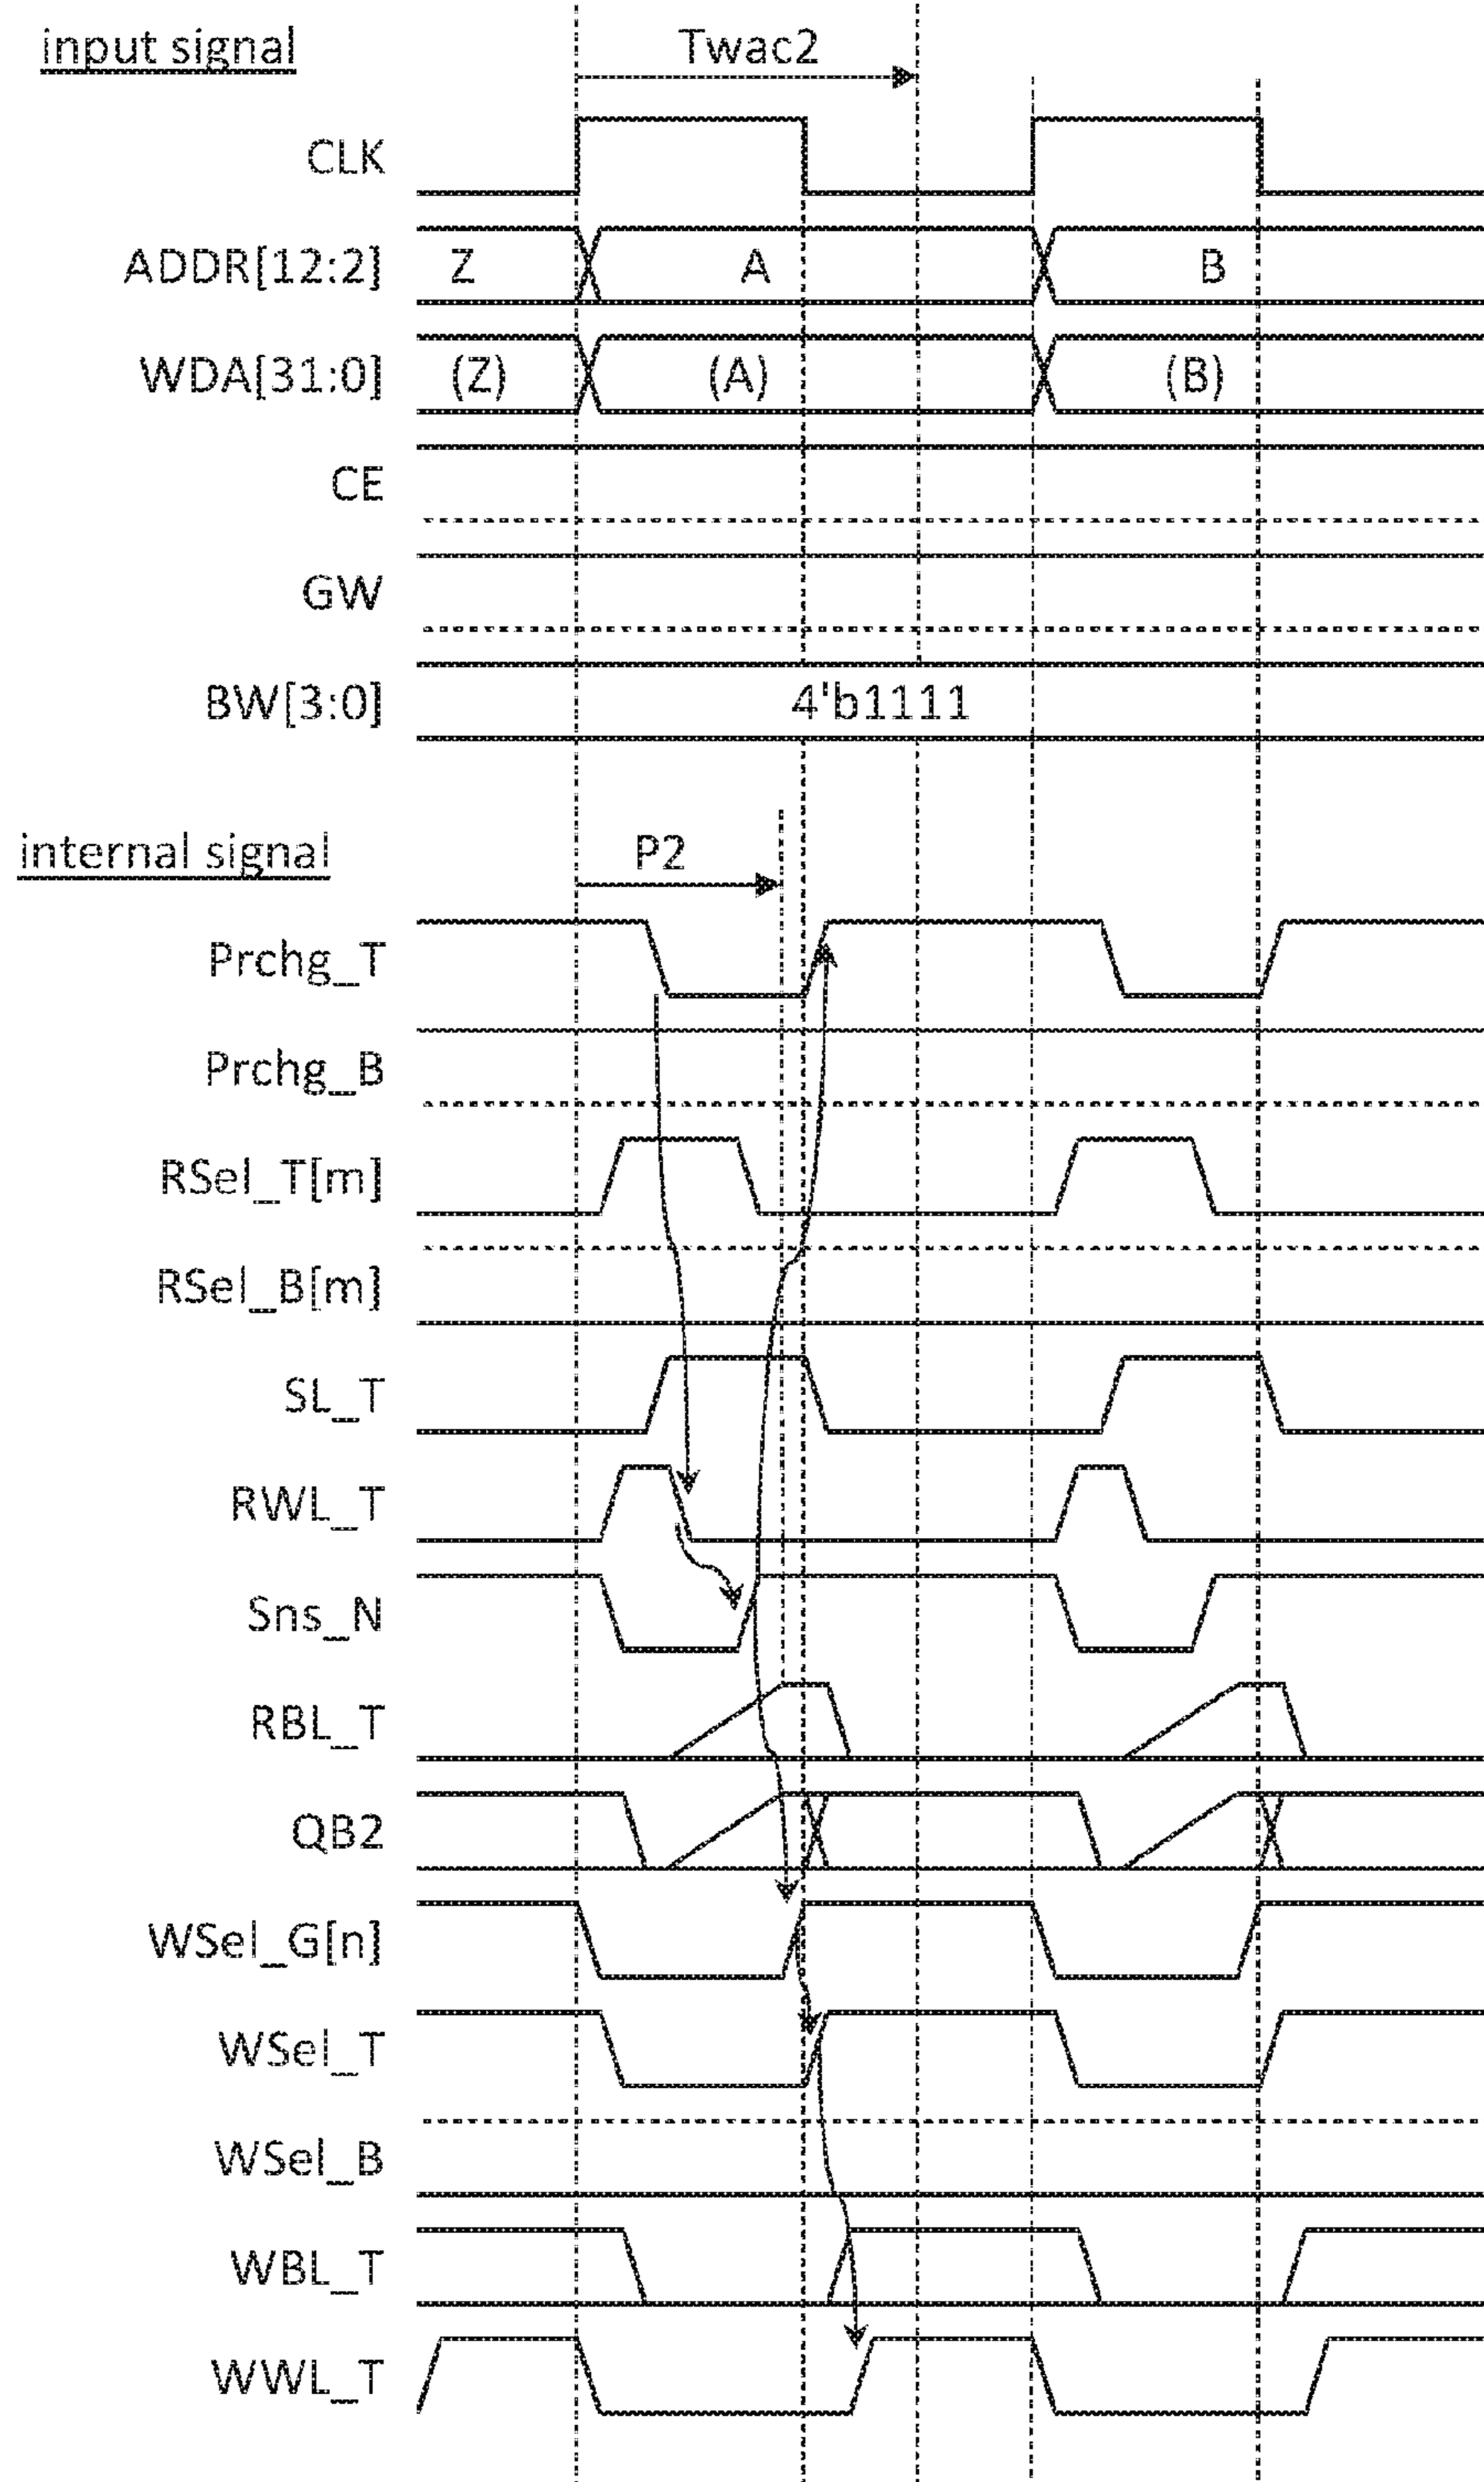 input signal
Twac2
CLK
ADDR[12:2] Z A B
WDA[31:0] (Z) (A) (B)
CE
GW
BW[3:0] 4'b1111
internal signal
P2
Prchg_T
Prchg_B
RSel_T[m]
RSel_B[m]
SL_T
RWL_T
Sns_N
RBL_T
QB2
WSel_G[n]
WSel_T
WSel_B
WBL_T
WWL_T